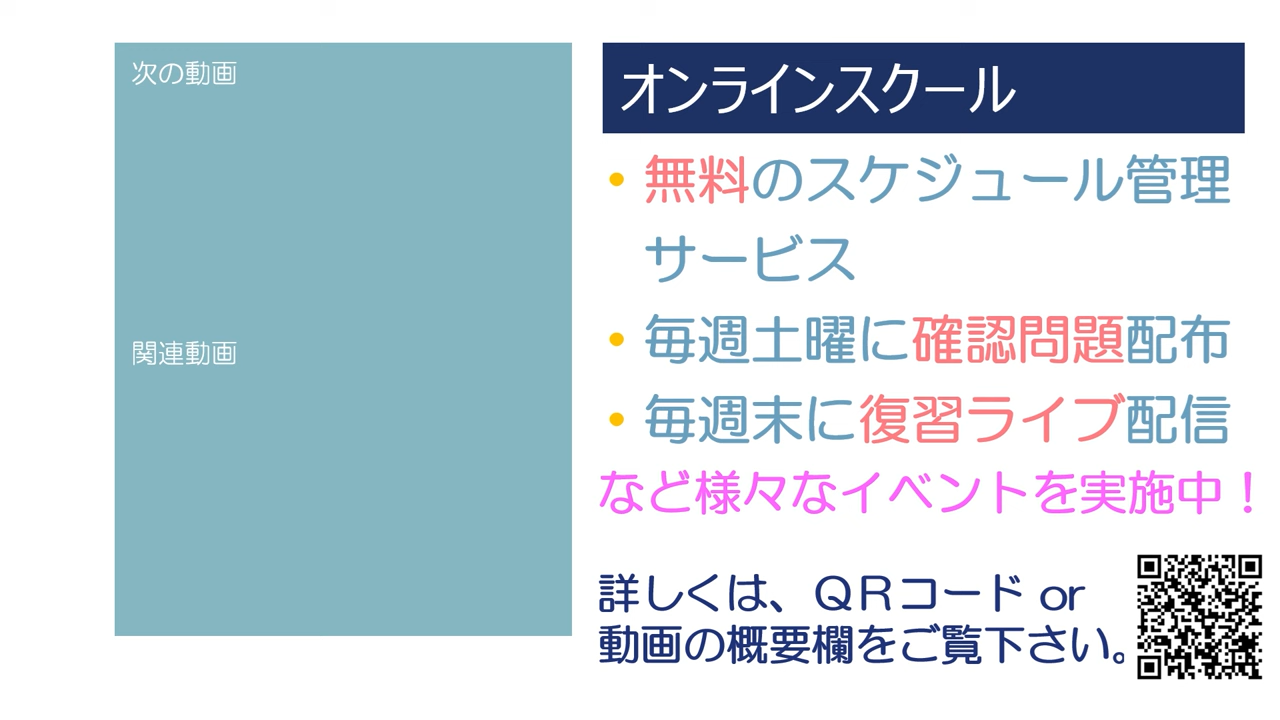 次の動画
関連動画
オンラインスクール
• 無料のスケジュール管理
サービス
• 毎週土曜に確認問題配布
• 毎週末に復習ライブ配信
など様々なイベントを実施中！
詳しくは、ＱＲコード or
動画の概要欄をご覧下さい。